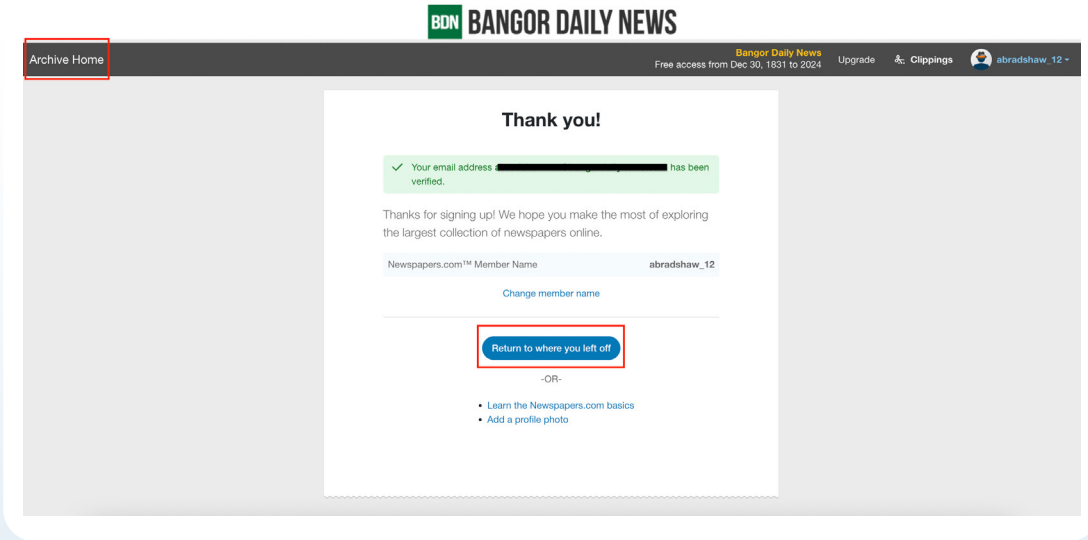 BDN BANGOR DAILY NEWS
Archive Home
Bangor Daily News
Free access from Dec 30, 1831 to 2024
Upgrade
Clippings
abradshaw_12
Thank you!
Your email address has been
verified.
Thanks for signing up! We hope you make the most of exploring
the largest collection of newspapers online.
Newspapers.com™ Member Name abradshaw_12
Change member name
Return to where you left off
-OR-
• Learn the Newspapers.com basics
• Add a profile photo